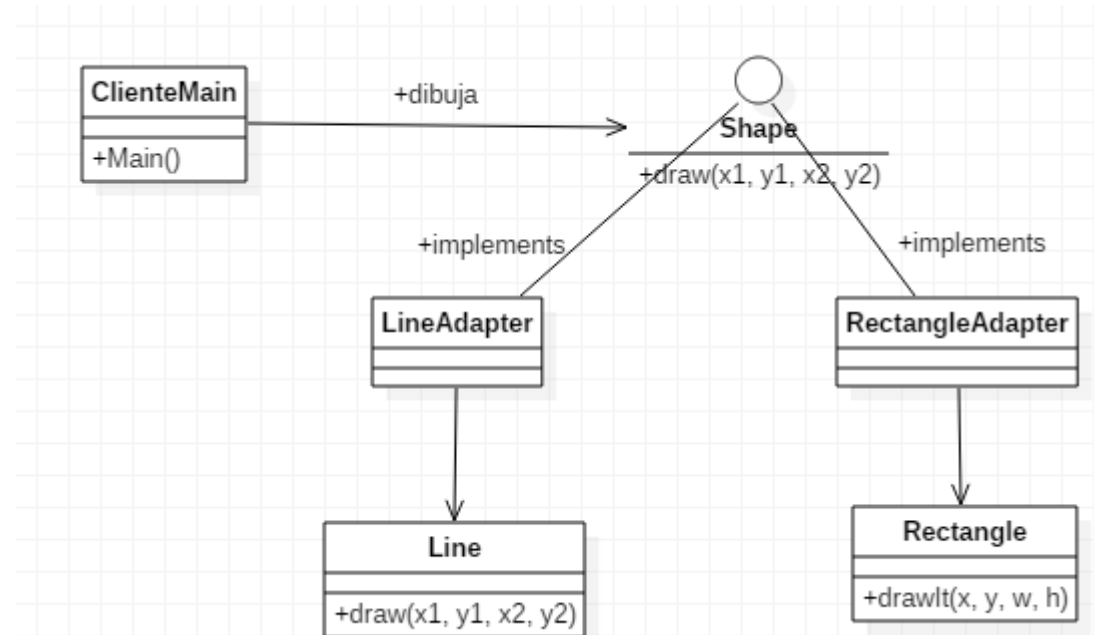 ClienteMain
+Main()
+dibuja
Shape
+draw(x1, y1, x2, y2)
+implements
+implements
LineAdapter
RectangleAdapter
Line
+draw(x1, y1, x2, y2)
Rectangle
+drawIt(x, y, w, h)